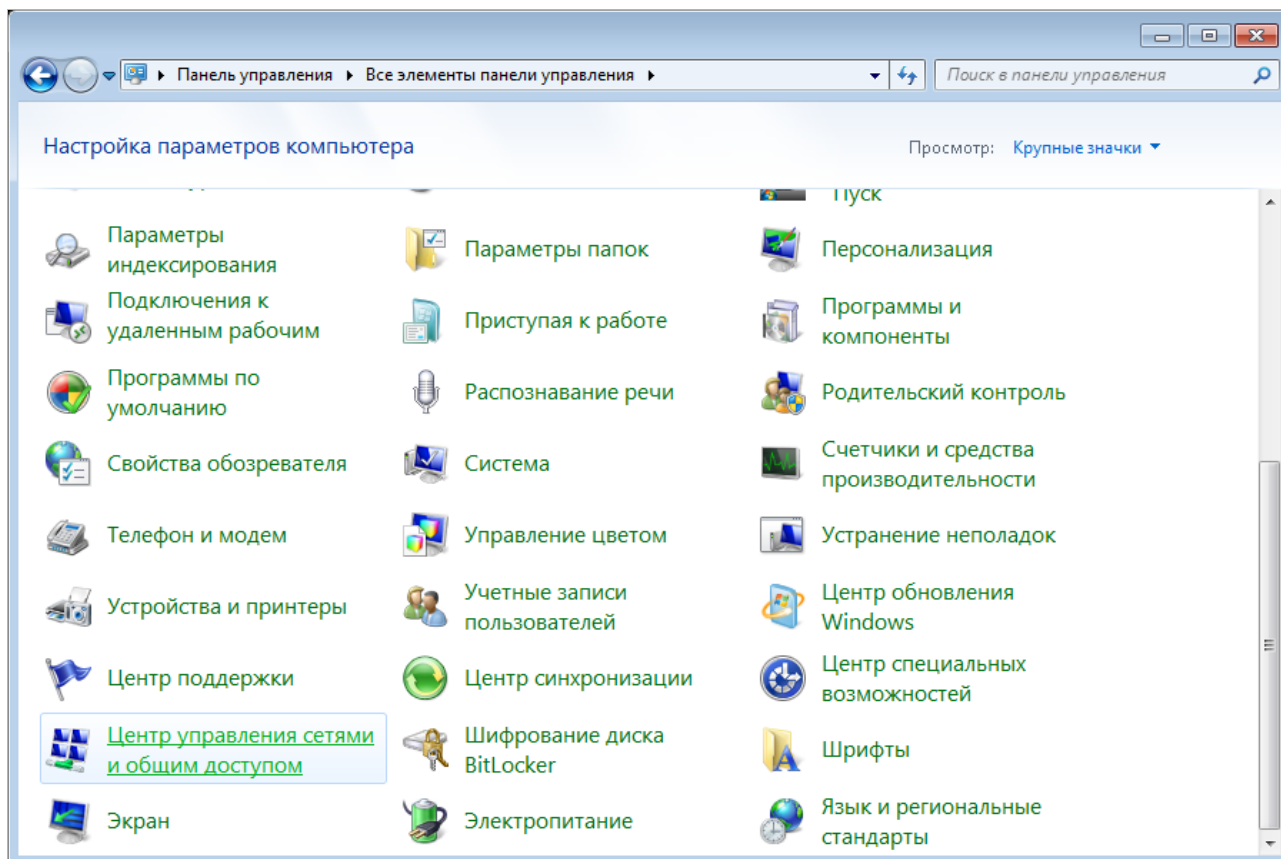 Панель управления ▸ Все элементы панели управления ▸
Поиск в панели управления
Настройка параметров компьютера
Просмотр: Крупные значки
Пуск
Параметры
индексирования
Параметры папок
Персонализация
Подключения к
удаленным рабочим
Приступая к работе
Программы и
компоненты
Программы по
умолчанию
Распознавание речи
Родительский контроль
Свойства обозревателя
Система
Счетчики и средства
производительности
Телефон и модем
Управление цветом
Устранение неполадок
Устройства и принтеры
Учетные записи
пользователей
Центр обновления
Windows
Центр поддержки
Центр синхронизации
Центр специальных
возможностей
Центр управления сетями
и общим доступом
Шифрование диска
BitLocker
Шрифты
Экран
Электропитание
Язык и региональные
стандарты